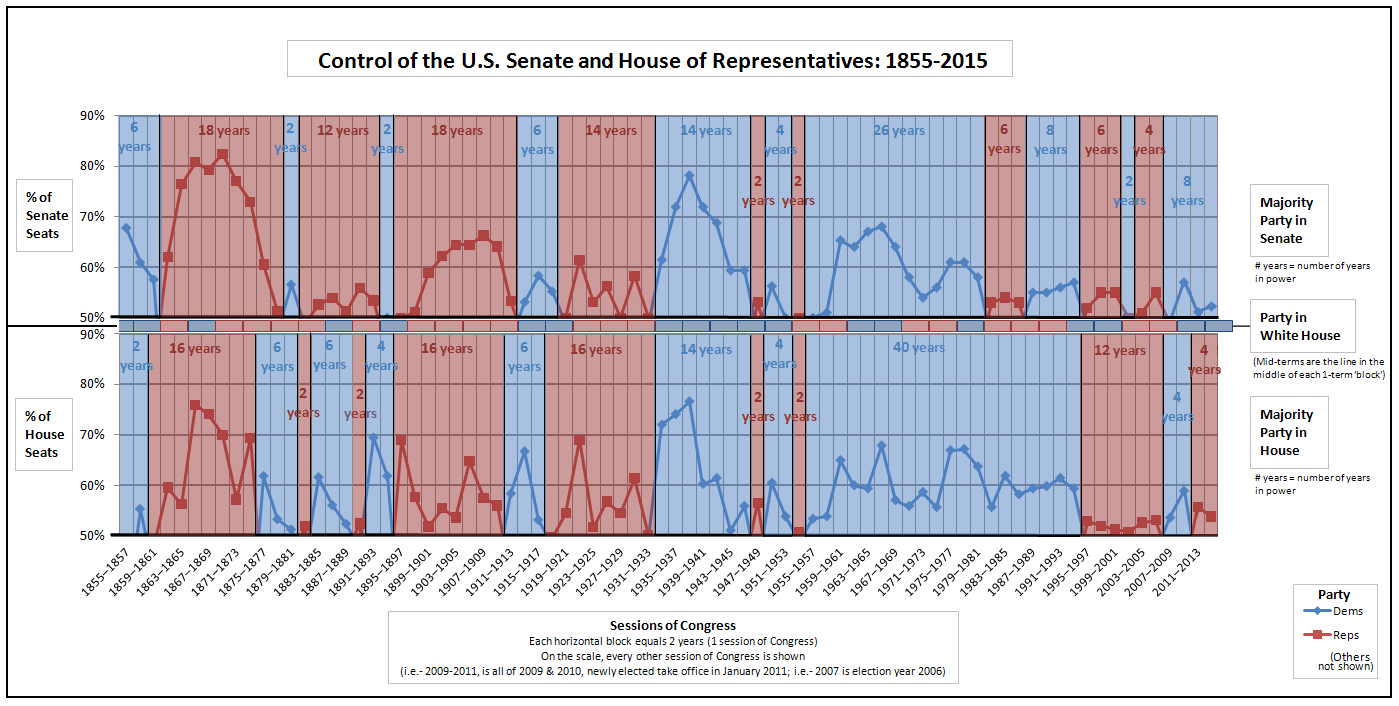 Control of the U.S. Senate and House of Representatives: 1855-2015
90%
80%
70%
60%
50%
% of
Senate
Seats
6
years
18 years
2
years
12 years
2
years
18 years
6
years
14 years
14 years
2
years
4
years
2
years
26 years
6
years
8
years
6
years
2
years
4
years
8
years
Majority
Party in
Senate
# years = number of years
in power
Party in
White House
(Mid-terms are the line in the
middle of each 1-term 'block')
90%
80%
70%
60%
50%
% of
House
Seats
2
years
16 years
6
years
2
years
6
years
2
years
4
years
16 years
6
years
16 years
14 years
2
years
4
years
2
years
40 years
12 years
4
years
4
years
Majority
Party in
House
# years = number of years
in power
1855–1857
1859–1861
1863–1865
1867–1869
1871–1873
1875–1877
1879–1881
1883–1885
1887–1889
1891–1893
1895–1897
1899–1901
1903–1905
1907–1909
1911–1913
1915–1917
1919–1921
1923–1925
1927–1929
1931–1933
1935–1937
1939–1941
1943–1945
1947–1949
1951–1953
1955–1957
1959–1961
1963–1965
1967–1969
1971–1973
1975–1977
1979–1981
1983–1985
1987–1989
1991–1993
1995–1997
1999–2001
2003–2005
2007–2009
2011–2013
Sessions of Congress
Each horizontal block equals 2 years (1 session of Congress)
On the scale, every other session of Congress is shown
(i.e.- 2009-2011, is all of 2009 & 2010, newly elected take office in January 2011; i.e.- 2007 is election year 2006)
Party
Dems
Reps
(Others
not shown)